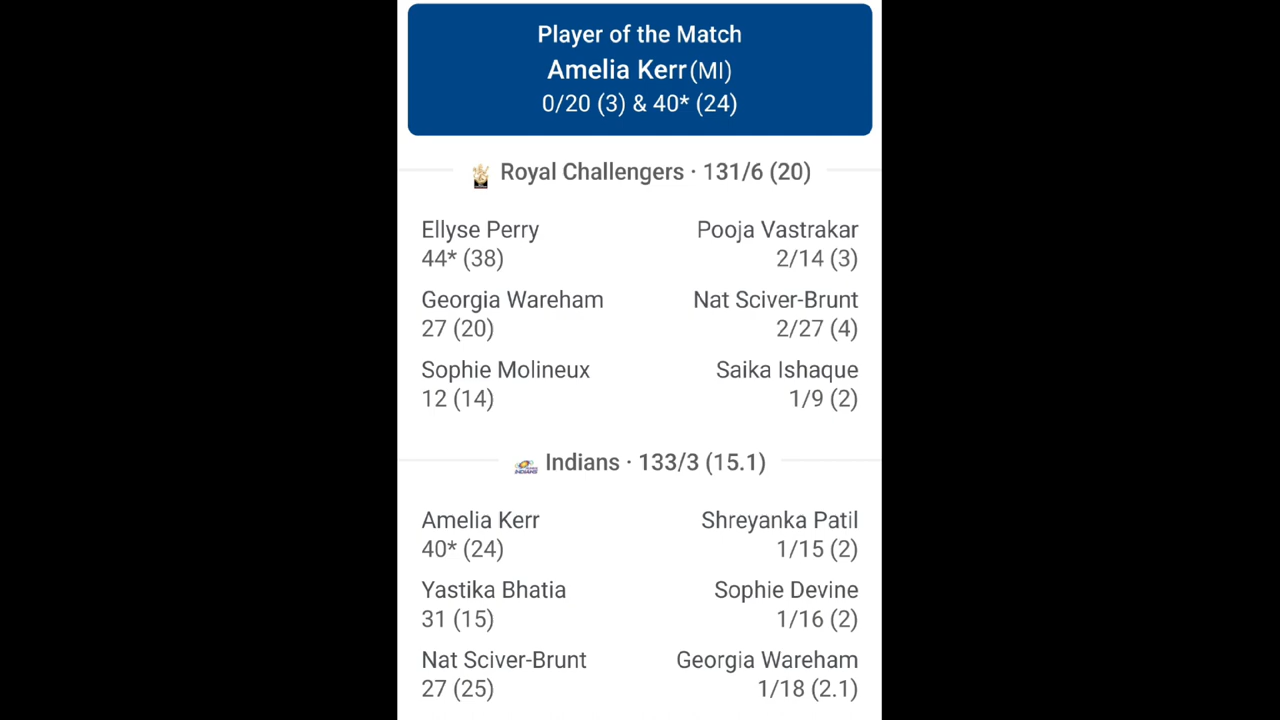 Player of the Match
Amelia Kerr(MI)
0/20 (3) & 40* (24)
Royal Challengers · 131/6 (20)
Ellyse Perry Pooja Vastrakar
44* (38) 2/14 (3)
Georgia Wareham Nat Sciver-Brunt
27 (20) 2/27 (4)
Sophie Molineux Saika Ishaque
12 (14) 1/9 (2)
Indians · 133/3 (15.1)
Amelia Kerr Shreyanka Patil
40* (24) 1/15 (2)
Yastika Bhatia Sophie Devine
31 (15) 1/16 (2)
Nat Sciver-Brunt Georgia Wareham
27 (25) 1/18 (2.1)